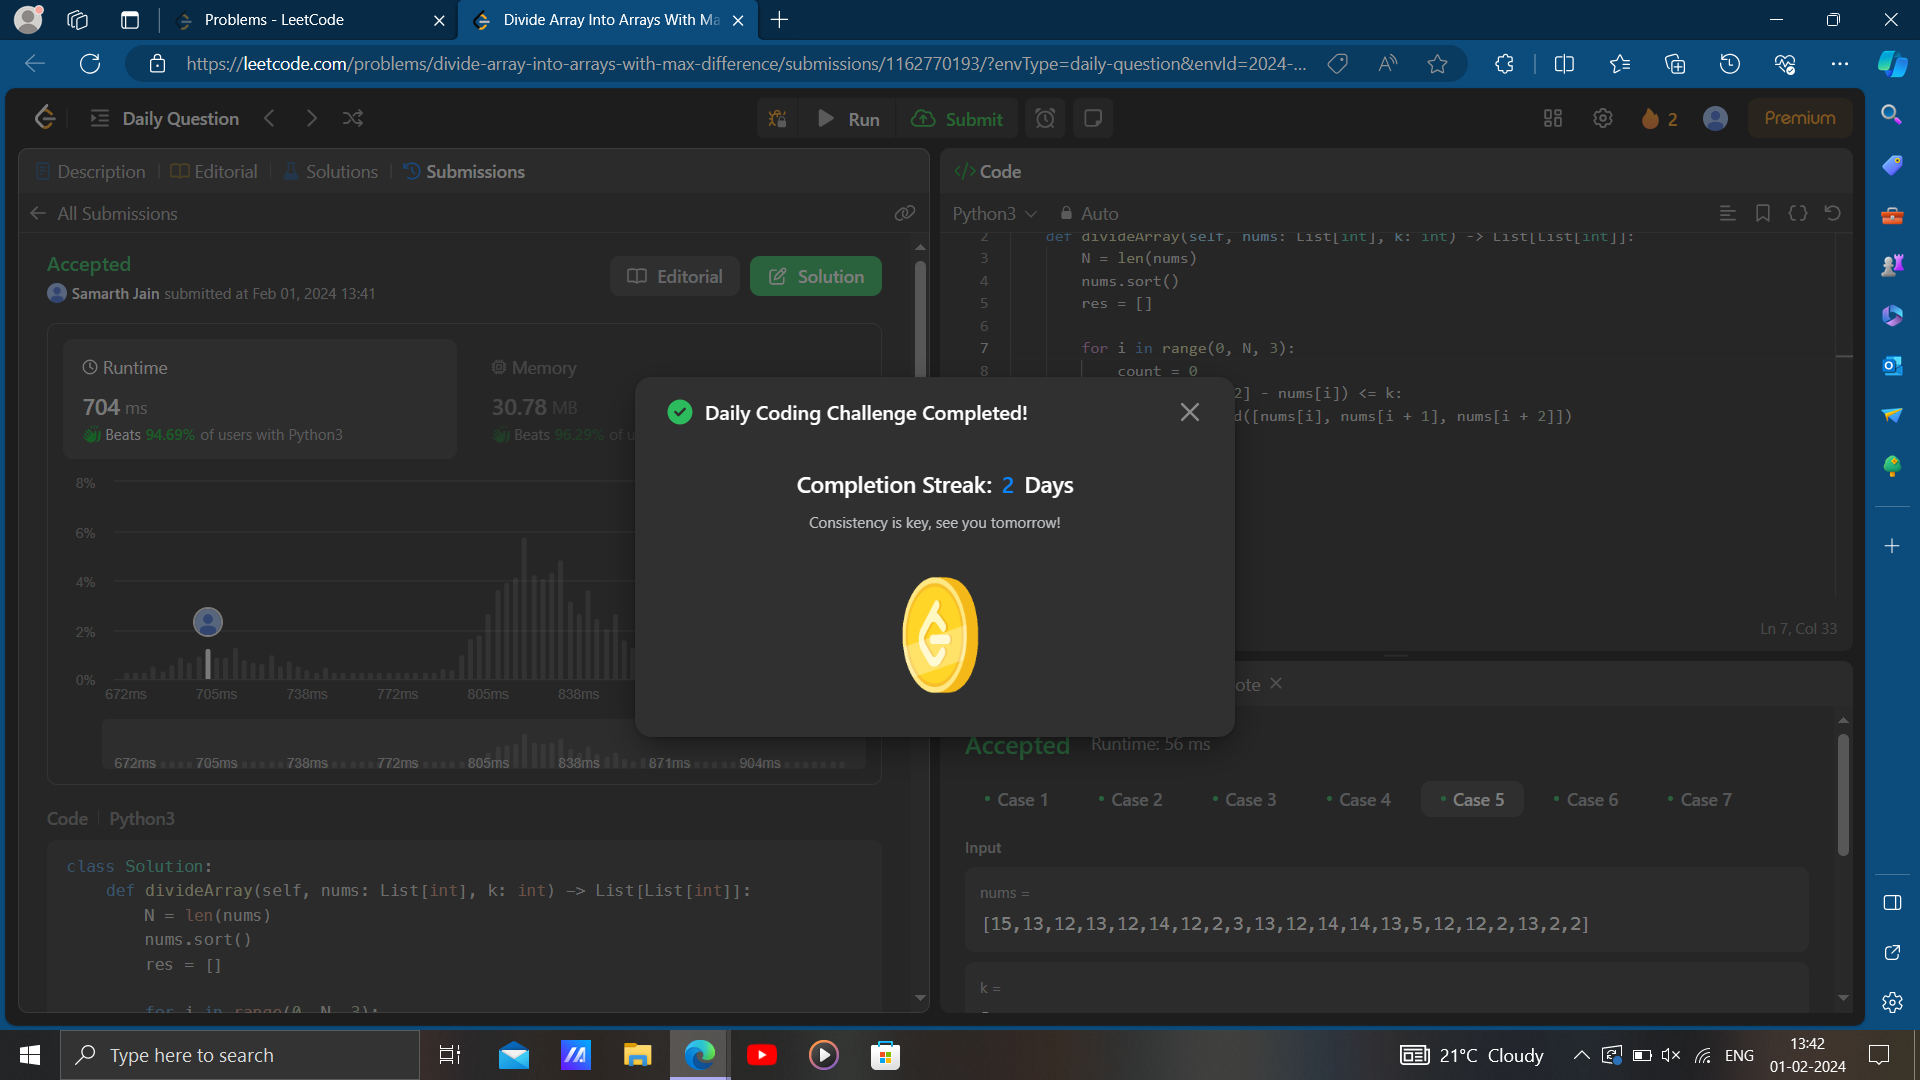 Problems - LeetCode
Divide Array Into Arrays With Ma
https://leetcode.com/problems/divide-array-into-arrays-with-max-difference/submissions/1162770193/?envType=daily-question&envId=2024-...
Daily Question
Run
Submit
2
Premium
Description
Editorial
Solutions
Submissions
All Submissions
Accepted
Samarth Jain submitted at Feb 01, 2024 13:41
Editorial
Solution
Runtime
704 ms
Beats 94.69% of users with Python3
Memory
30.78 MB
Beats 96.29% of u
8%
6%
4%
2%
0%
672ms 705ms 738ms 772ms 805ms 838ms
672ms 705ms 738ms 772ms 805ms 838ms 871ms 904ms
Code
Python3
class Solution:
def divideArray(self, nums: List[int], k: int) -> List[List[int]]:
N = len(nums)
nums.sort()
res = []
for i in range(0, N, 3):
Daily Coding Challenge Completed!
Completion Streak: 2 Days
Consistency is key, see you tomorrow!
Code
Python3
Auto
2 def divideArray(self, nums: List[int], k: int) -> List[List[int]]:
3 N = len(nums)
4 nums.sort()
5 res = []
6
7 for i in range(0, N, 3):
8 count = 0
2] - nums[i]) <= k:
d([nums[i], nums[i + 1], nums[i + 2]])
Ln 7, Col 33
ote
Accepted
Runtime: 56 ms
Case 1
Case 2
Case 3
Case 4
Case 5
Case 6
Case 7
Input
nums =
[15,13,12,13,12,14,12,2,3,13,12,14,14,13,5,12,12,2,13,2,2]
k =
Type here to search
21°C Cloudy
ENG
13:42
01-02-2024